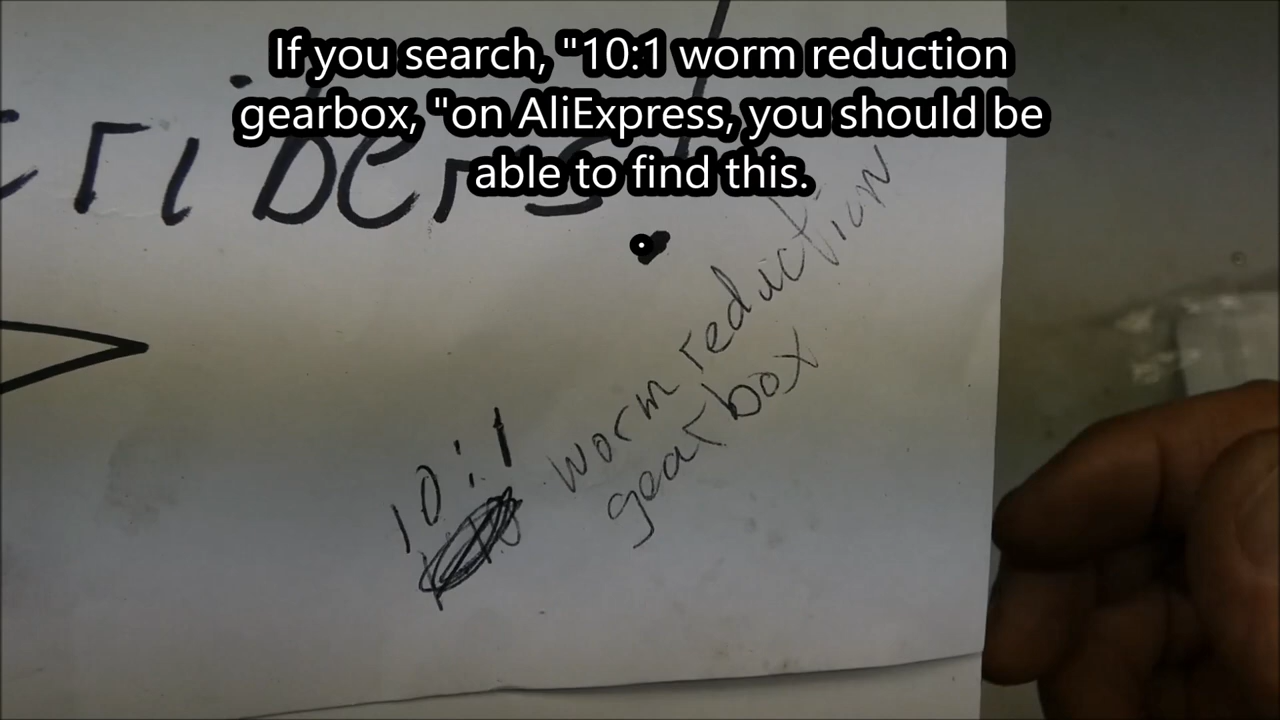 If you search, "10:1 worm reduction
gearbox, "on AliExpress, you should be
able to find this.
10:1 worm reduction
gearbox